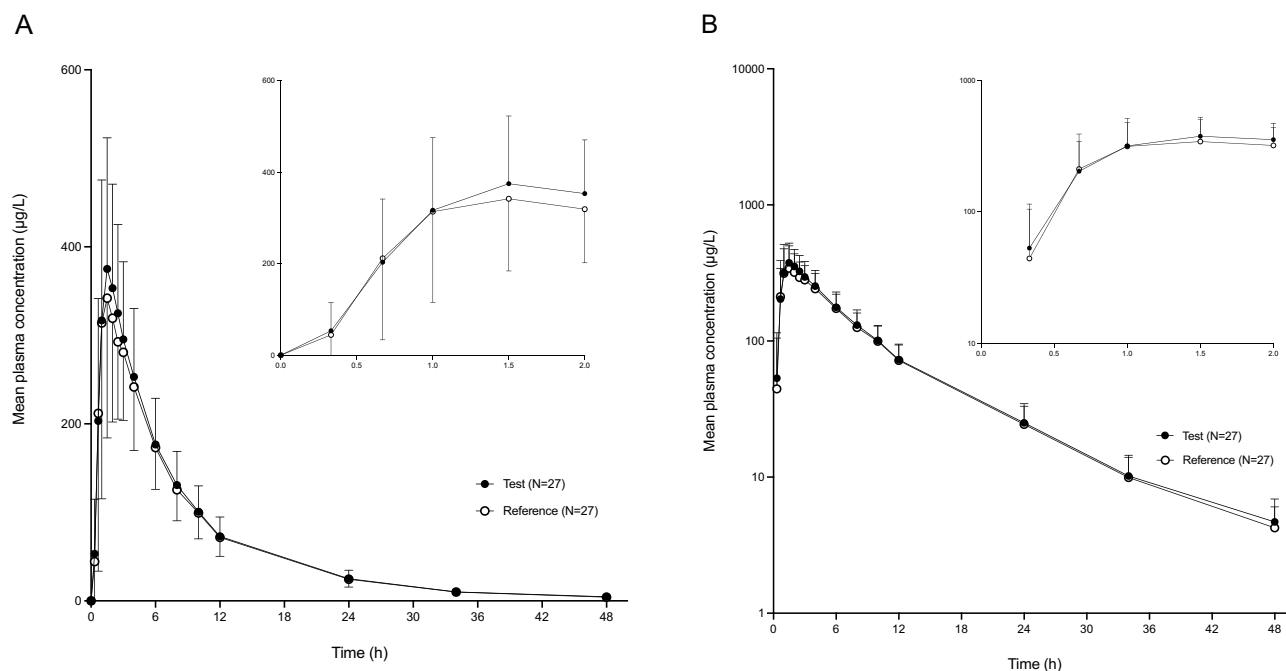 A
Mean plasma concentration (µg/L)
600
400
200
0
0 6 12 18 24 30 36 42 48
Time (h)
600
400
200
0
0.0 0.5 1.0 1.5 2.0
Test (N=27)
Reference (N=27)
B
Mean plasma concentration (µg/L)
10000
1000
100
10
1
0 6 12 18 24 30 36 42 48
Time (h)
1000
100
10
0.0 0.5 1.0 1.5 2.0
Test (N=27)
Reference (N=27)